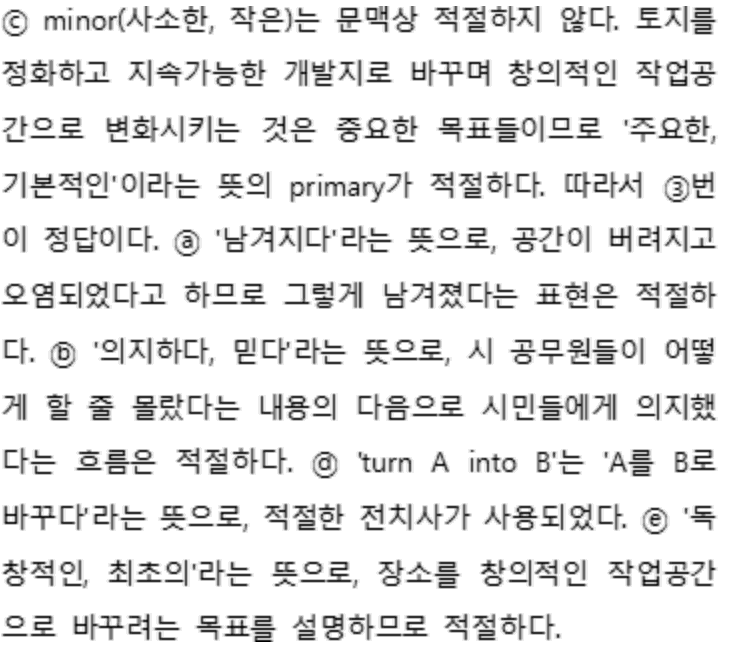 ⓒ minor(사소한, 작은)는 문맥상 적절하지 않다. 토지를
정화하고 지속가능한 개발지로 바꾸며 창의적인 작업공
간으로 변화시키는 것은 중요한 목표들이므로 '주요한,
기본적인'이라는 뜻의 primary가 적절하다. 따라서 ③번
이 정답이다. ⓐ '남겨지다'라는 뜻으로, 공간이 버려지고
오염되었다고 하므로 그렇게 남겨졌다는 표현은 적절하
다. ⓑ '의지하다, 믿다'라는 뜻으로, 시 공무원들이 어떻
게 할 줄 몰랐다는 내용의 다음으로 시민들에게 의지했
다는 흐름은 적절하다. ⓓ 'turn A into B'는 'A를 B로
바꾸다'라는 뜻으로, 적절한 전치사가 사용되었다. ⓔ '독
창적인, 최초의'라는 뜻으로, 장소를 창의적인 작업공간
으로 바꾸려는 목표를 설명하므로 적절하다.